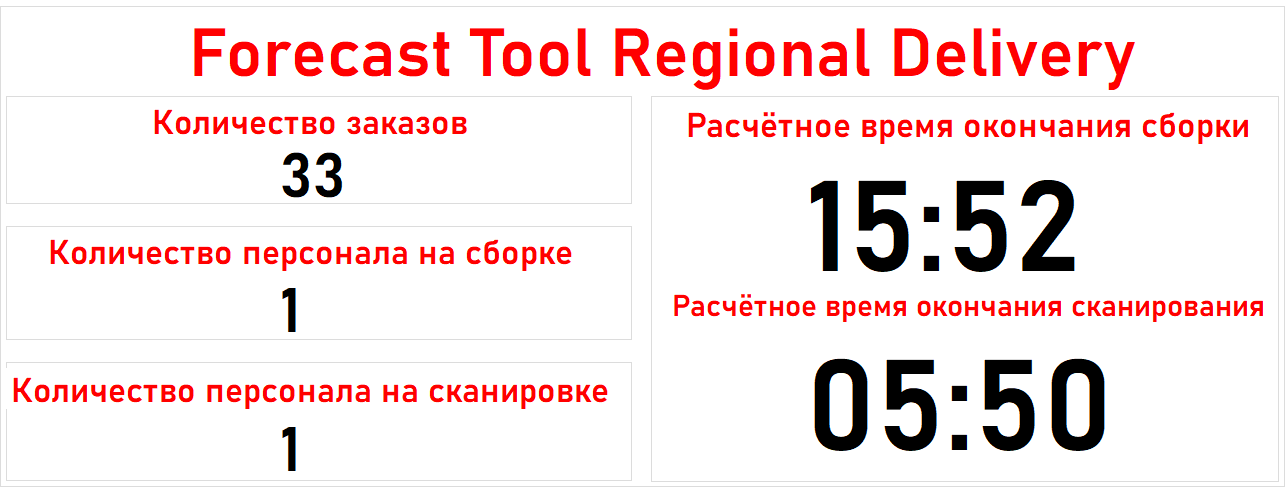 Forecast Tool Regional Delivery
Количество заказов
33
Количество персонала на сборке
1
Количество персонала на сканировке
1
Расчётное время окончания сборки
15:52
Расчётное время окончания сканирования
05:50